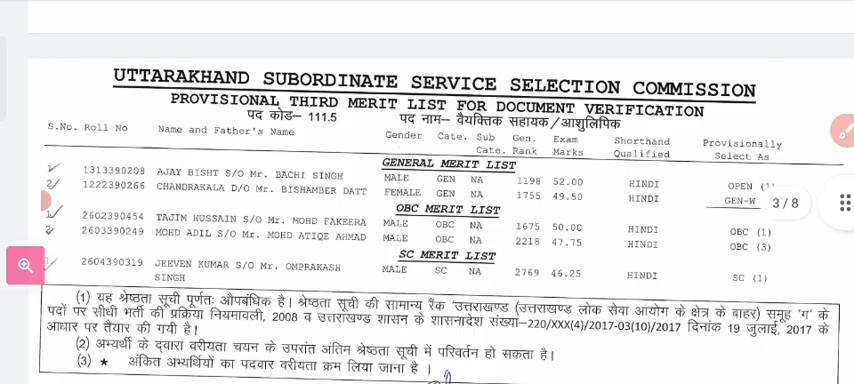 UTTARAKHAND SUBORDINATE SERVICE SELECTION COMMISSION
PROVISIONAL THIRD MERIT LIST FOR DOCUMENT VERIFICATION
पद कोड– 111.5 पद नाम– वैयक्तिक सहायक/आशुलिपिक
S.No. Roll No Name and Father's Name Gender Cate. Sub Cate. Gen. Rank Exam Marks Shorthand Qualified Provisionally Select As
GENERAL MERIT LIST
1313390208 AJAY BISHT S/O Mr. BACHI SINGH MALE GEN NA 1198 52.00 HINDI OPEN
2 1222390266 CHANDRAKALA D/O Mr. BISHAMBER DATT FEMALE GEN NA 1755 49.50 HINDI GEN-W
3/8
OBC MERIT LIST
1 2602390454 TAJIM HUSSAIN S/O Mr. MOHD FAKEERA MALE OBC NA 1675 50.00 HINDI OBC (1)
2 2603390249 MOHD ADIL S/O Mr. MOHD ATIQE AHMAD MALE OBC NA 2218 47.75 HINDI OBC (3)
SC MERIT LIST
2604390319 JEEVEN KUMAR S/O Mr. OMPRAKASH SINGH MALE SC NA 2769 46.25 HINDI SC (1)
(1) यह श्रेष्ठता सूची पूर्णतः औपबंधिक है। श्रेष्ठता सूची की सामान्य रैंक 'उत्तराखण्ड (उत्तराखण्ड लोक सेवा आयोग के क्षेत्र के बाहर) समूह 'ग' के
पदों पर सीधी भर्ती की प्रक्रिया नियमावली, 2008 व उत्तराखण्ड शासन के शासनादेश संख्या–220/XXX(4)/2017-03(10)/2017 दिनांक 19 जुलाई, 2017 के
आधार पर तैयार की गयी है।
(2) अभ्यर्थी के द्वारा वरीयता चयन के उपरांत अंतिम श्रेष्ठता सूची में परिवर्तन हो सकता है।
(3) ★ अंकित अभ्यर्थियों का पदवार वरीयता क्रम लिया जाना है ।